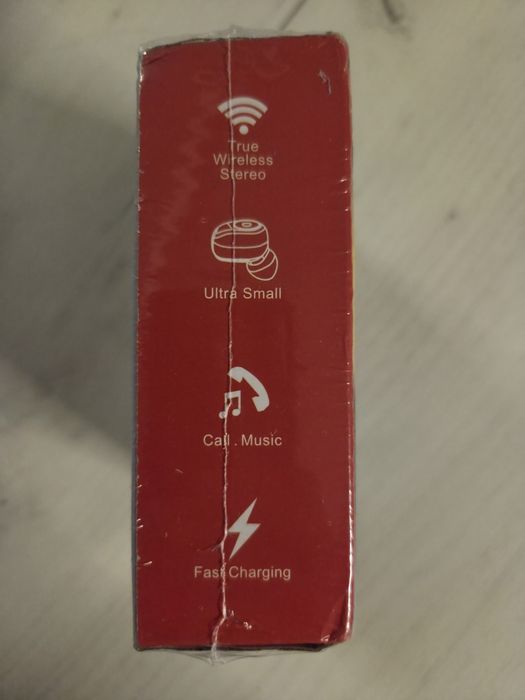 True
Wireless
Stereo
Ultra Small
Call . Music
Fast Charging